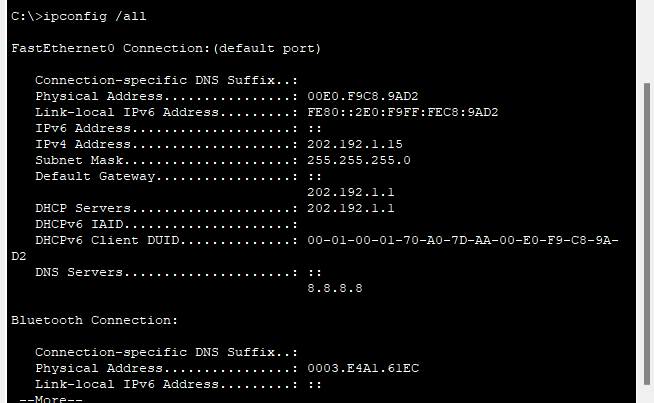 C:\>ipconfig /all
FastEthernet0 Connection:(default port)
Connection-specific DNS Suffix..:
Physical Address................: 00E0.F9C8.9AD2
Link-local IPv6 Address.........: FE80::2E0:F9FF:FEC8:9AD2
IPv6 Address....................: ::
IPv4 Address....................: 202.192.1.15
Subnet Mask.....................: 255.255.255.0
Default Gateway.................: ::
202.192.1.1
DHCP Servers....................: 202.192.1.1
DHCPv6 IAID.....................:
DHCPv6 Client DUID..............: 00-01-00-01-70-A0-7D-AA-00-E0-F9-C8-9A-
D2
DNS Servers.....................: ::
8.8.8.8
Bluetooth Connection:
Connection-specific DNS Suffix..:
Physical Address................: 0003.E4A1.61EC
Link-local IPv6 Address.........: ::
--More--